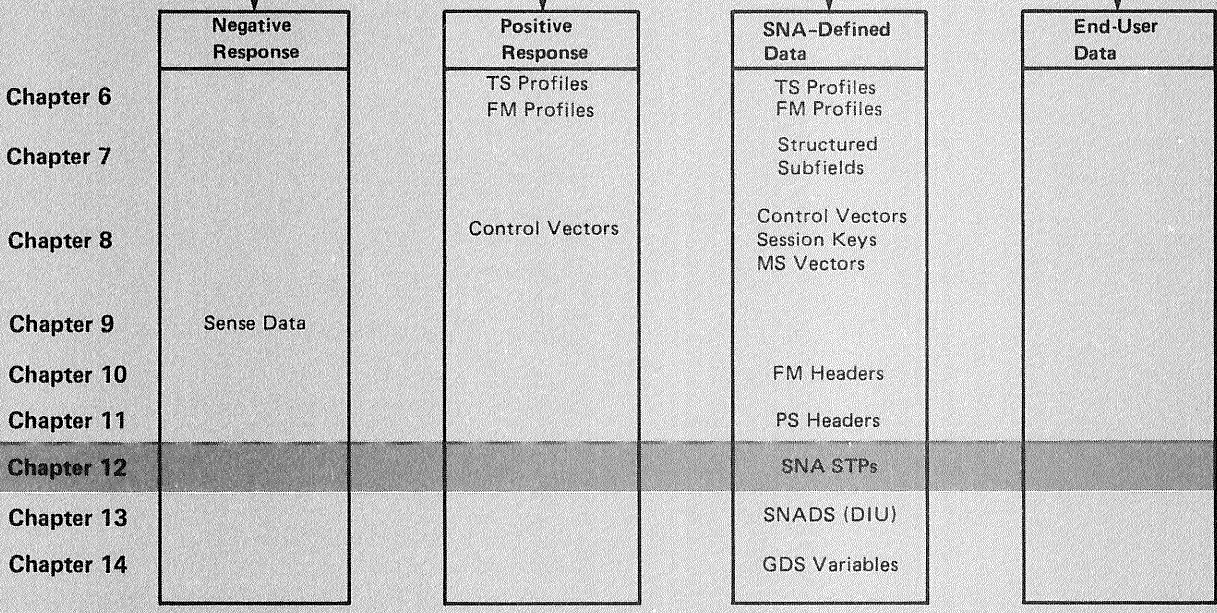 Negative
Response
Positive
Response
SNA-Defined
Data
End-User
Data
Chapter 6
TS Profiles
FM Profiles
TS Profiles
FM Profiles
Chapter 7
Structured
Subfields
Chapter 8
Control Vectors
Control Vectors
Session Keys
MS Vectors
Chapter 9
Sense Data
Chapter 10
FM Headers
Chapter 11
PS Headers
Chapter 12
SNA STPs
Chapter 13
SNADS (DIU)
Chapter 14
GDS Variables